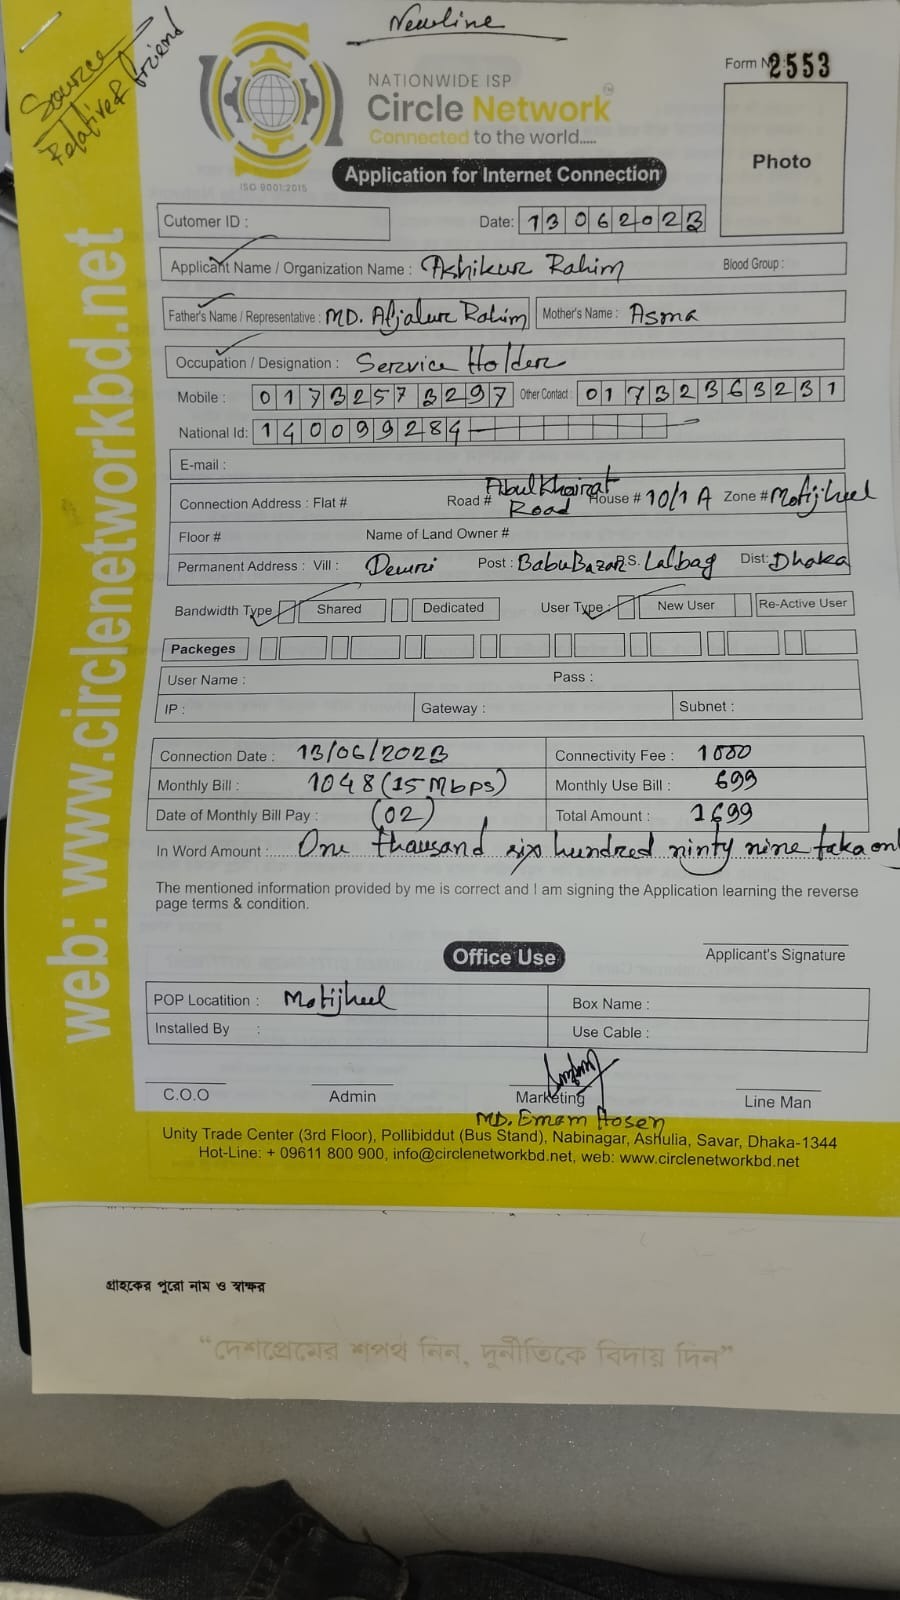 Newline
Source
Relative & friend
NATIONWIDE ISP
Circle Network
Connected to the world.....
ISO 9001:2015
Form No 2553
Photo
Application for Internet Connection
Cutomer ID :
Date: 13062023
Applicant Name / Organization Name : Ashikur Rahim Blood Group :
Father's Name / Representative : MD. Afjalur Rahim Mother's Name : Asma
Occupation / Designation : Service Holder
Mobile : 01732573297 Other Contact : 01732363231
National Id: 140099284
E-mail :
Connection Address : Flat # Road # Abul Khairat Road House # 10/1 A Zone # Motijheel
Floor # Name of Land Owner #
Permanent Address : Vill : Dewri Post : BabuBazar P.S. Lalbag Dist: Dhaka
Bandwidth Type : Shared Dedicated User Type : New User Re-Active User
Packeges
User Name : Pass :
IP : Gateway : Subnet :
Connection Date : 13/06/2023 Connectivity Fee : 1000
Monthly Bill : 1048 (15 Mbps) Monthly Use Bill : 699
Date of Monthly Bill Pay : (02) Total Amount : 1699
In Word Amount : One thausand six hundred ninty nine taka
The mentioned information provided by me is correct and I am signing the Application learning the reverse
page terms & condition.
Applicant's Signature
Office Use
POP Locatition : Motijheel Box Name :
Installed By : Use Cable :
C.O.O Admin Marketing Line Man
MD. Emam Hosen
Unity Trade Center (3rd Floor), Pollibiddut (Bus Stand), Nabinagar, Ashulia, Savar, Dhaka-1344
Hot-Line: + 09611 800 900, info@circlenetworkbd.net, web: www.circlenetworkbd.net
web: www.circlenetworkbd.net
গ্রাহকের পুরো নাম ও স্বাক্ষর
“দেশপ্রেমের শপথ নিন, দুর্নীতিকে বিদায় দিন”